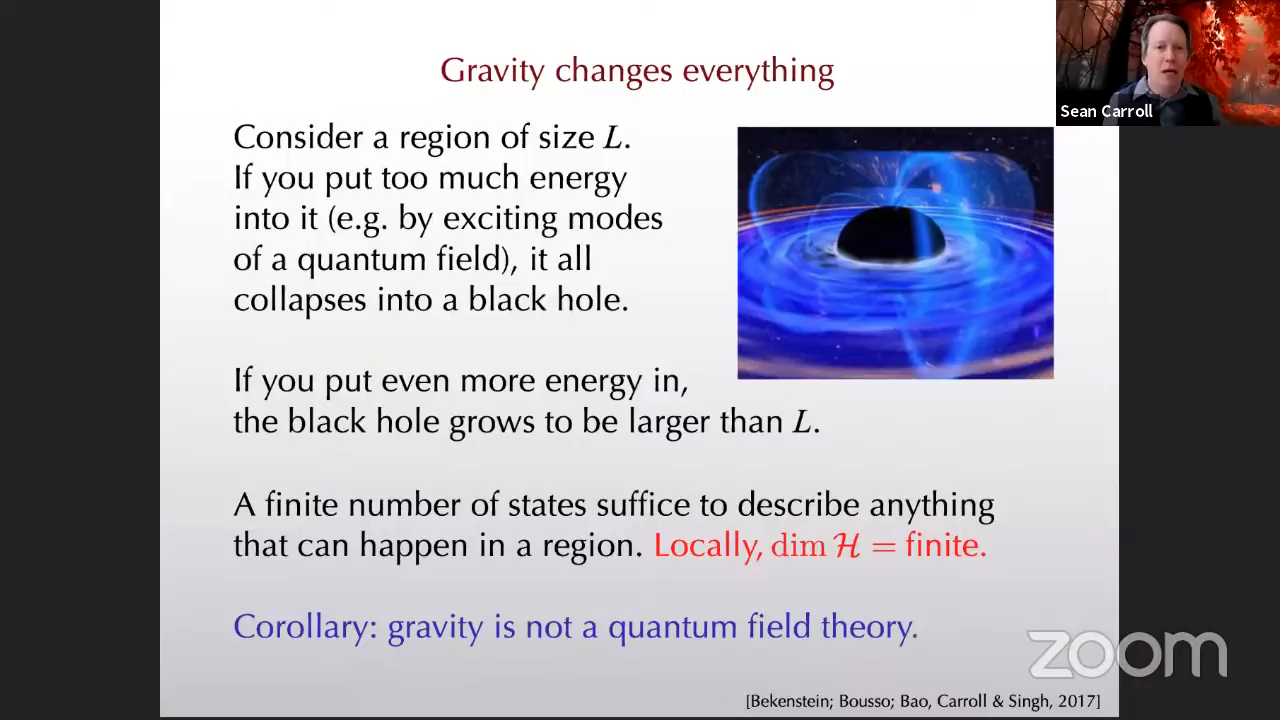 Gravity changes everything
Sean Carroll
Consider a region of size L.
If you put too much energy
into it (e.g. by exciting modes
of a quantum field), it all
collapses into a black hole.
If you put even more energy in,
the black hole grows to be larger than L.
A finite number of states suffice to describe anything
that can happen in a region. Locally, dim ℋ = finite.
Corollary: gravity is not a quantum field theory.
zoom
[Bekenstein; Bousso; Bao, Carroll & Singh, 2017]